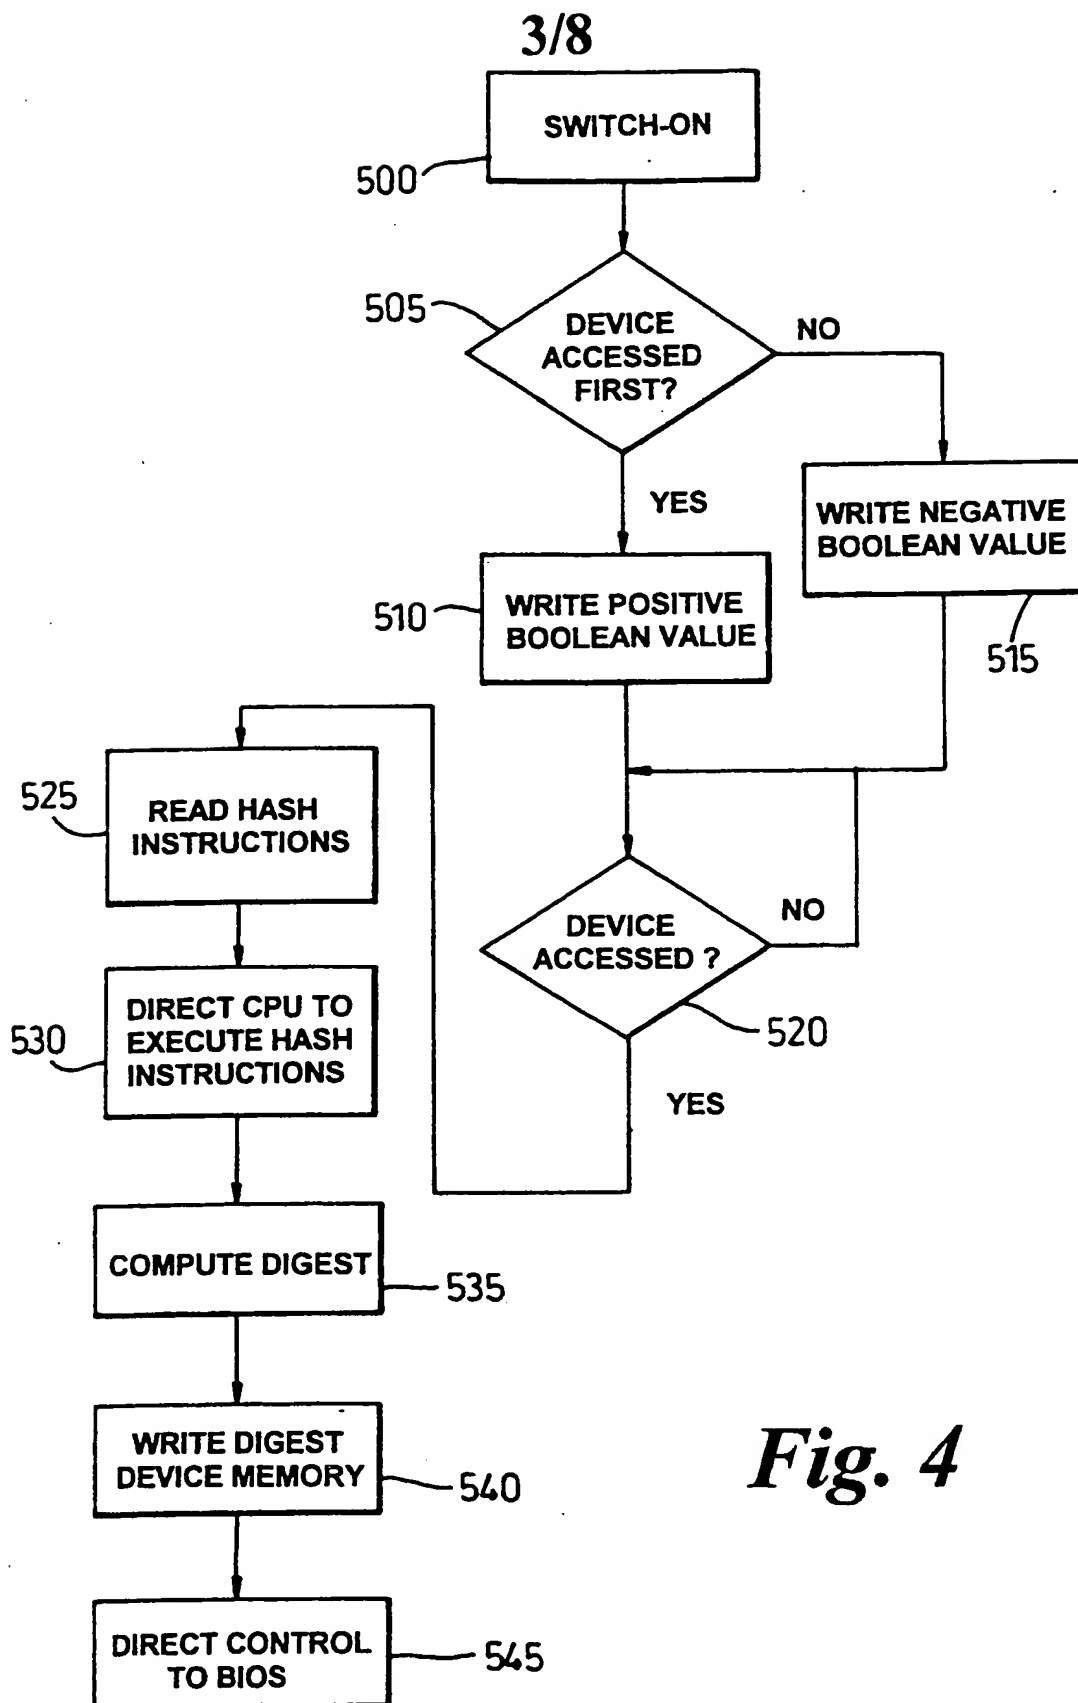 3/8
SWITCH-ON
500
505
DEVICE
ACCESSED
FIRST?
NO
YES
WRITE NEGATIVE
BOOLEAN VALUE
515
510
WRITE POSITIVE
BOOLEAN VALUE
525
READ HASH
INSTRUCTIONS
DEVICE
ACCESSED ?
NO
520
YES
530
DIRECT CPU TO
EXECUTE HASH
INSTRUCTIONS
COMPUTE DIGEST
535
WRITE DIGEST
DEVICE MEMORY
540
Fig. 4
DIRECT CONTROL
TO BIOS
545